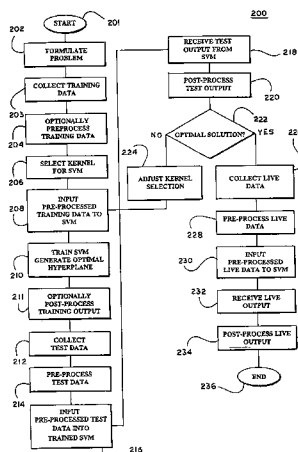 200
START
201
202
FORMULATE
PROBLEM
COLLECT TRAINING
DATA
203
OPTIONALLY
PREPROCESS
TRAINING DATA
204
SELECT KERNEL
FOR SVM
206
INPUT
PRE-PROCESSED
TRAINING DATA TO
SVM
208
TRAIN SVM
GENERATE OPTIMAL
HYPERPLANE
210
211
OPTIONALLY
POST-PROCESS
TRAINING OUTPUT
COLLECT
TEST DATA
212
PRE-PROCESS
TEST DATA
214
INPUT
PRE-PROCESSED TEST
DATA INTO
TRAINED SVM
216
RECEIVE TEST
OUTPUT FROM
SVM
218
POST-PROCESS
TEST OUTPUT
220
222
NO
OPTIMAL SOLUTION?
YES
224
ADJUST KERNEL
SELECTION
22
COLLECT LIVE
DATA
PRE-PROCESS LIVE
DATA
228
INPUT
PRE-PROCESSED
LIVE DATA TO SVM
230
232
RECEIVE LIVE
OUTPUT
POST-PROCESS
LIVE OUTPUT
234
END
236